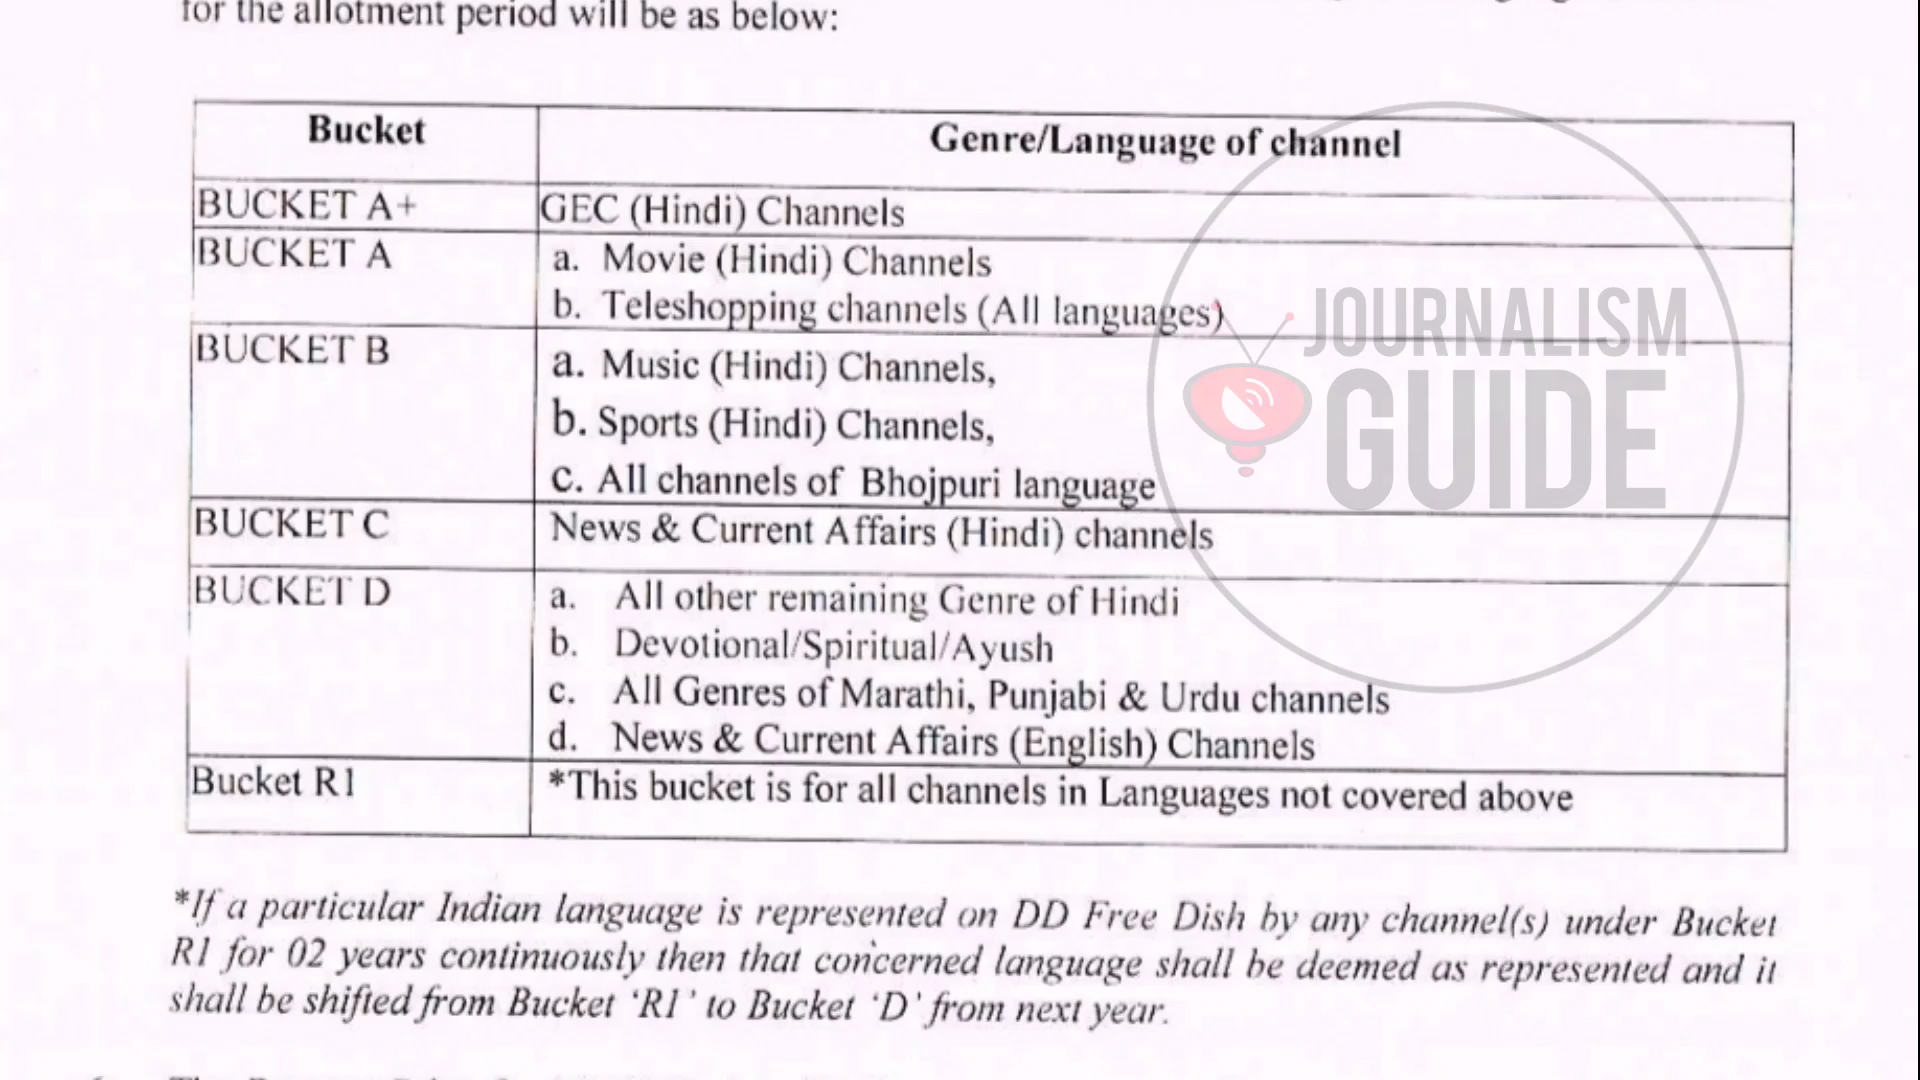 for the allotment period will be as below:
Bucket
Genre/Language of channel
BUCKET A+
GEC (Hindi) Channels
BUCKET A
a. Movie (Hindi) Channels
b. Teleshopping channels (All languages)
BUCKET B
a. Music (Hindi) Channels,
b. Sports (Hindi) Channels,
c. All channels of Bhojpuri language
BUCKET C
News & Current Affairs (Hindi) channels
BUCKET D
a. All other remaining Genre of Hindi
b. Devotional/Spiritual/Ayush
c. All Genres of Marathi, Punjabi & Urdu channels
d. News & Current Affairs (English) Channels
Bucket R1
*This bucket is for all channels in Languages not covered above
JOURNALISM
GUIDE
*If a particular Indian language is represented on DD Free Dish by any channel(s) under Bucket
R1 for 02 years continuously then that concerned language shall be deemed as represented and it
shall be shifted from Bucket ‘R1’ to Bucket ‘D’ from next year.